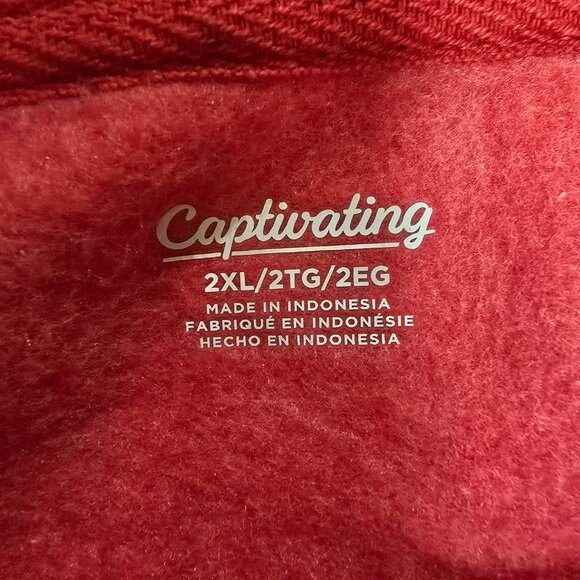 Captivating
2XL/2TG/2EG
MADE IN INDONESIA
FABRIQUÉ EN INDONÉSIE
HECHO EN INDONESIA